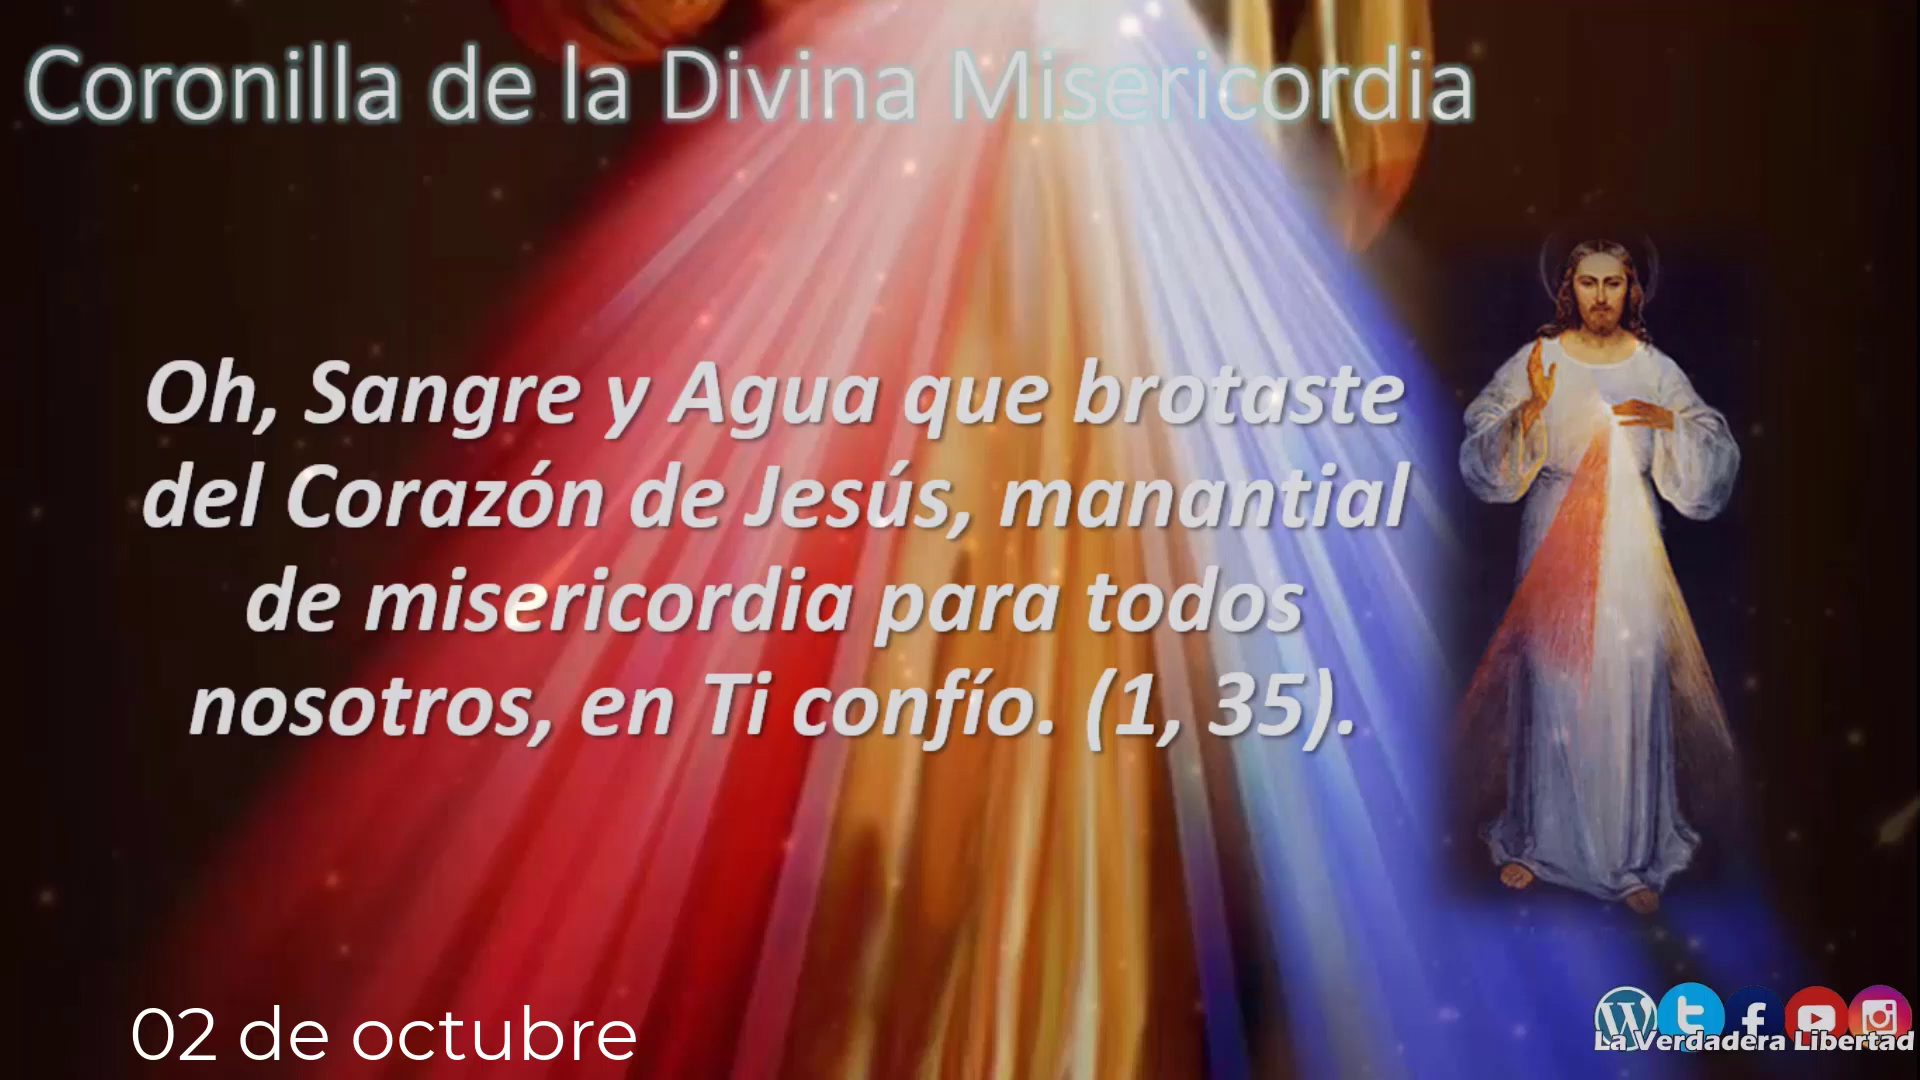 Coronilla de la Divina Misericordia
Oh, Sangre y Agua que brotaste
del Corazón de Jesús, manantial
de misericordia para todos
nosotros, en Ti confío. (1, 35).
02 de octubre
La Verdadera Libertad